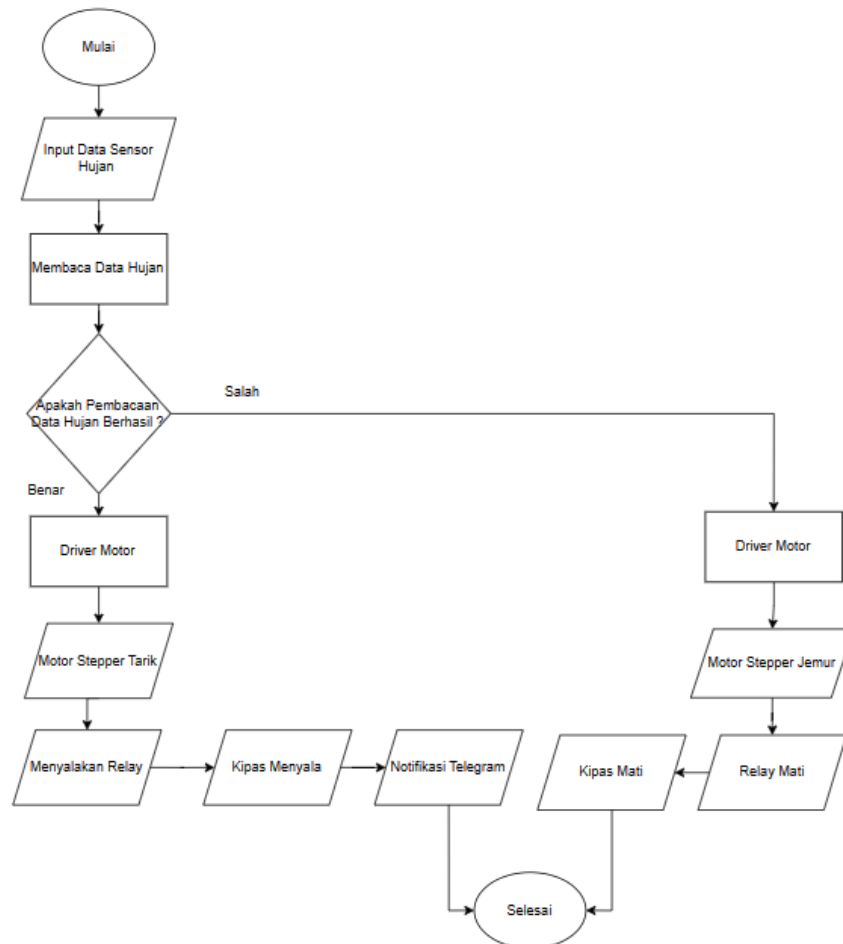 Mulai
Input Data Sensor
Hujan
Membaca Data Hujan
Apakah Pembacaan
Data Hujan Berhasil ?
Salah
Benar
Driver Motor
Driver Motor
Motor Stepper Tarik
Motor Stepper Jemur
Menyalakan Relay
Kipas Menyala
Notifikasi Telegram
Kipas Mati
Relay Mati
Selesai